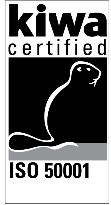 kiwa
certified
ISO 50001